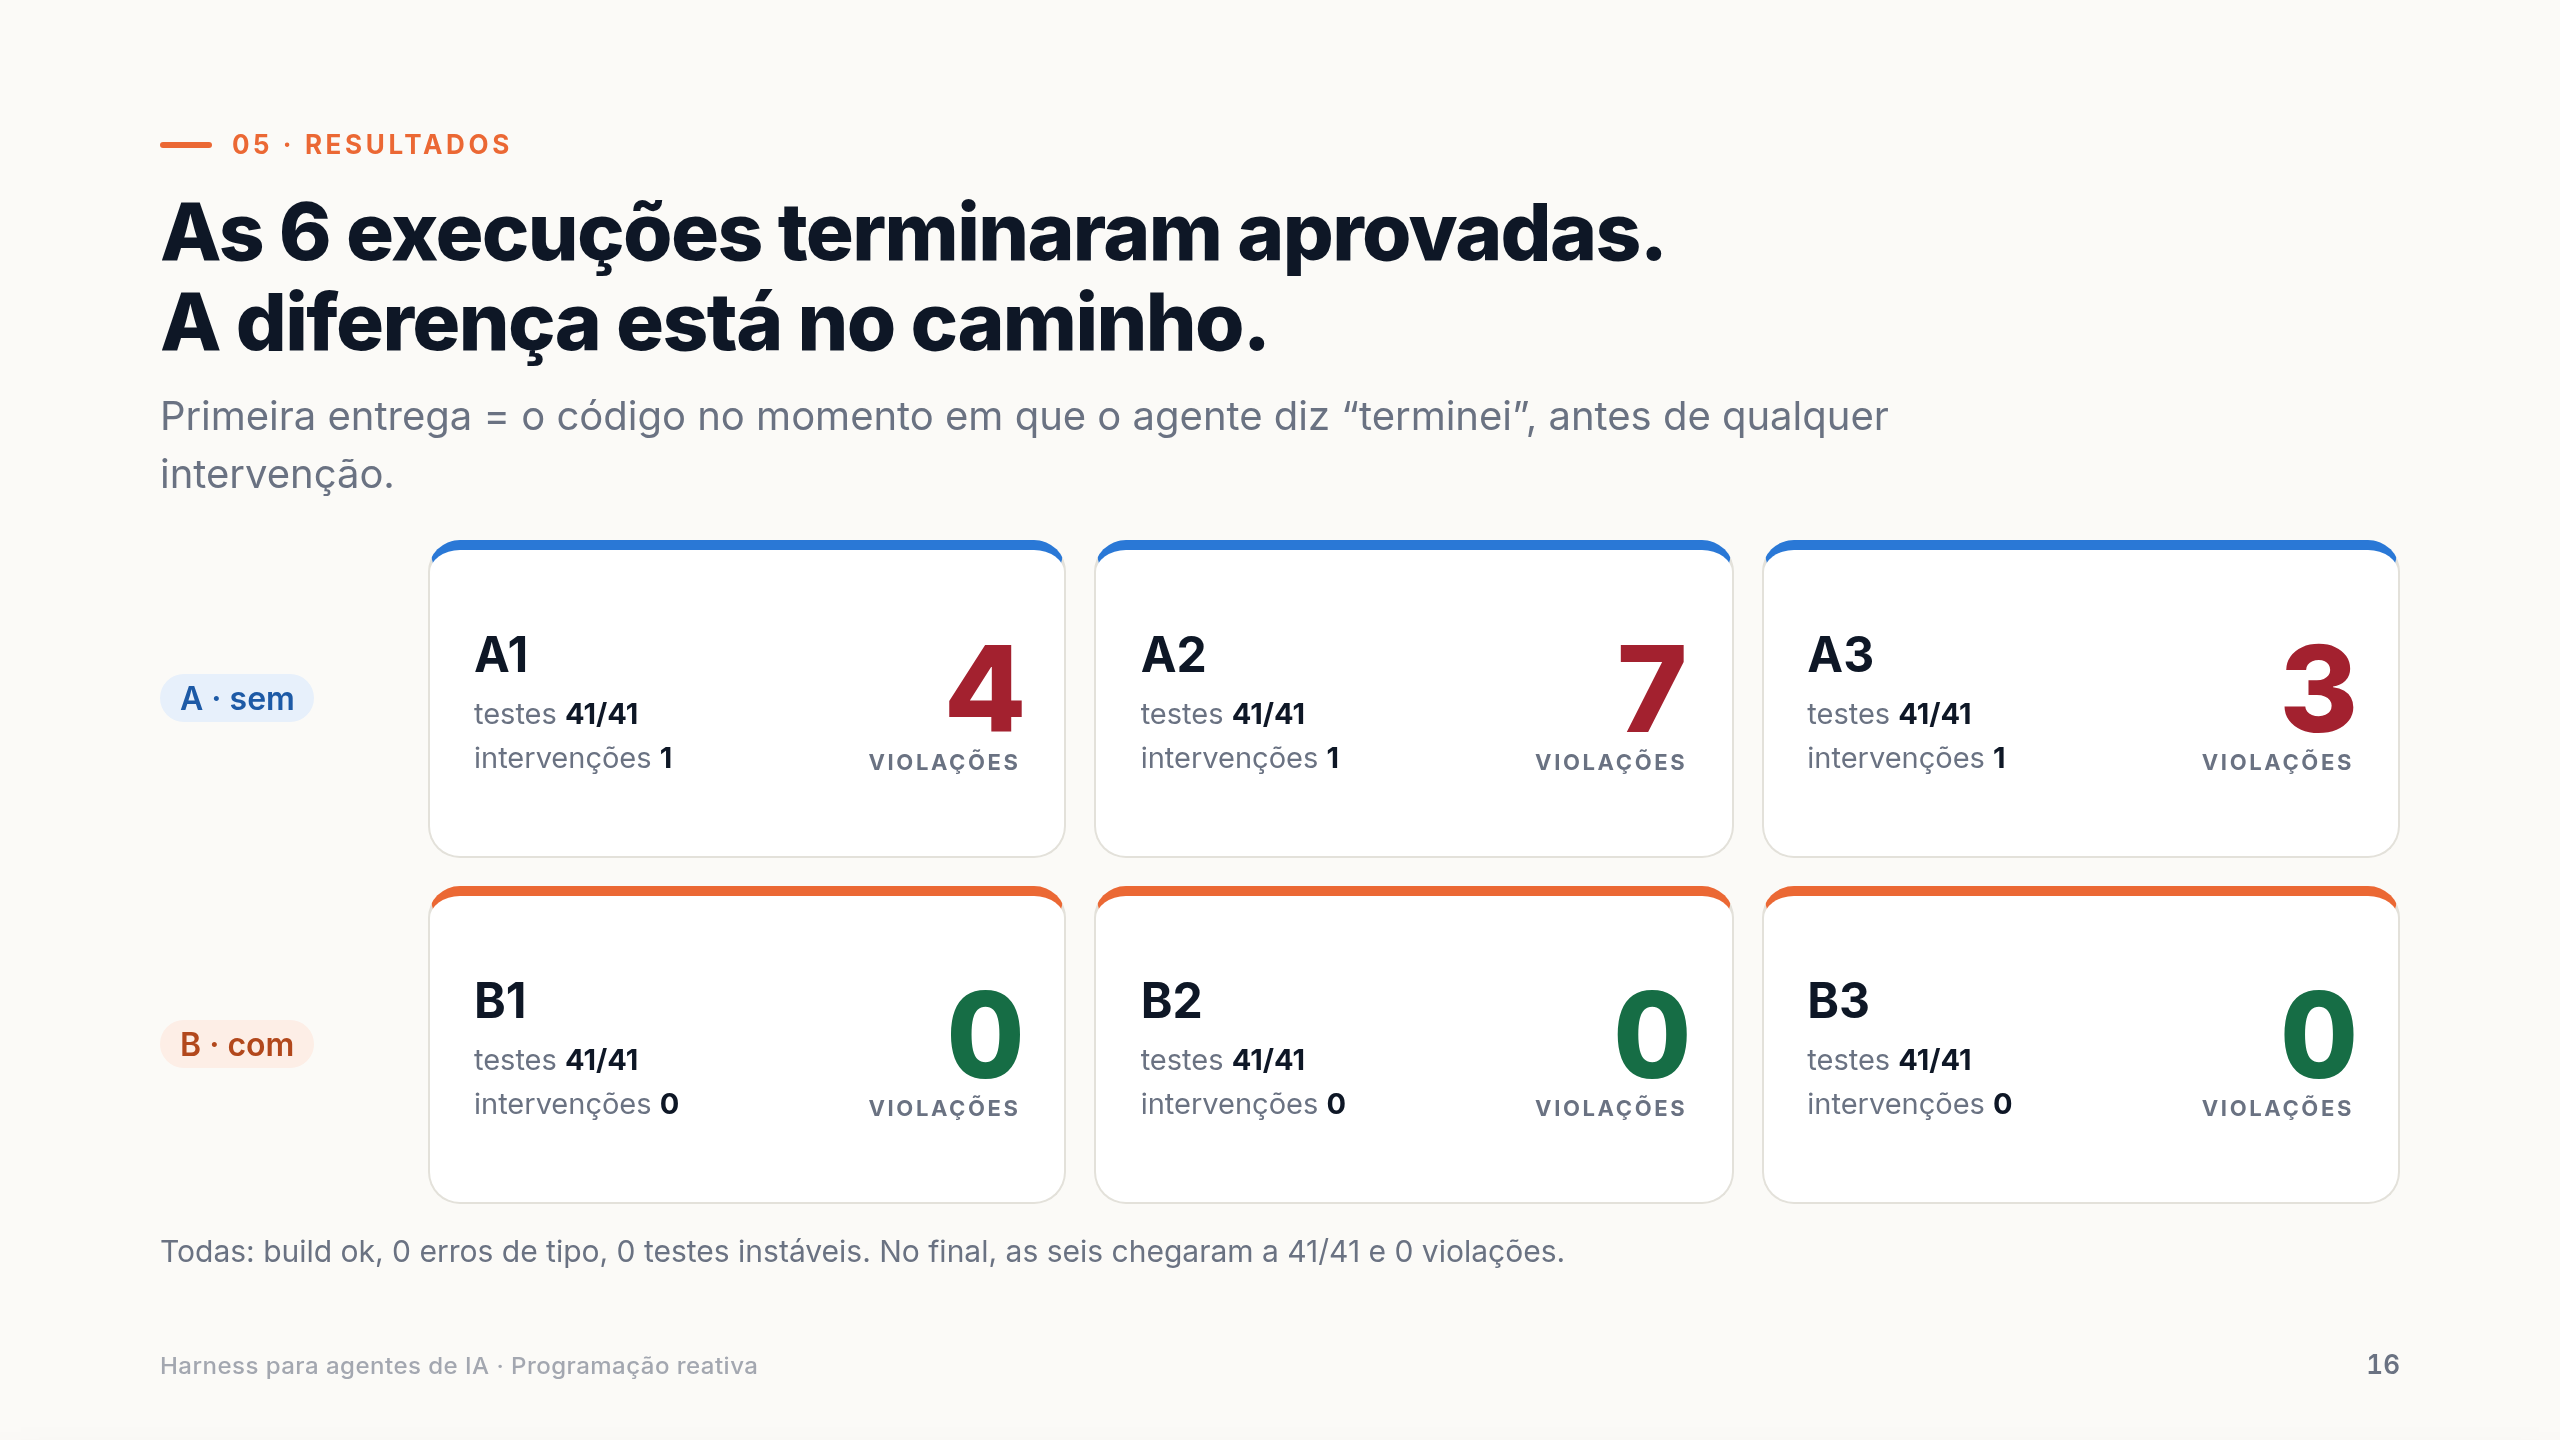 05 · RESULTADOS
As 6 execuções terminaram aprovadas.
A diferença está no caminho.
Primeira entrega = o código no momento em que o agente diz “terminei”, antes de qualquer
intervenção.
A · sem
A1
testes 41/41
intervenções 1
4
VIOLAÇÕES
A2
testes 41/41
intervenções 1
7
VIOLAÇÕES
A3
testes 41/41
intervenções 1
3
VIOLAÇÕES
B · com
B1
testes 41/41
intervenções 0
0
VIOLAÇÕES
B2
testes 41/41
intervenções 0
0
VIOLAÇÕES
B3
testes 41/41
intervenções 0
0
VIOLAÇÕES
Todas: build ok, 0 erros de tipo, 0 testes instáveis. No final, as seis chegaram a 41/41 e 0 violações.
Harness para agentes de IA · Programação reativa
16